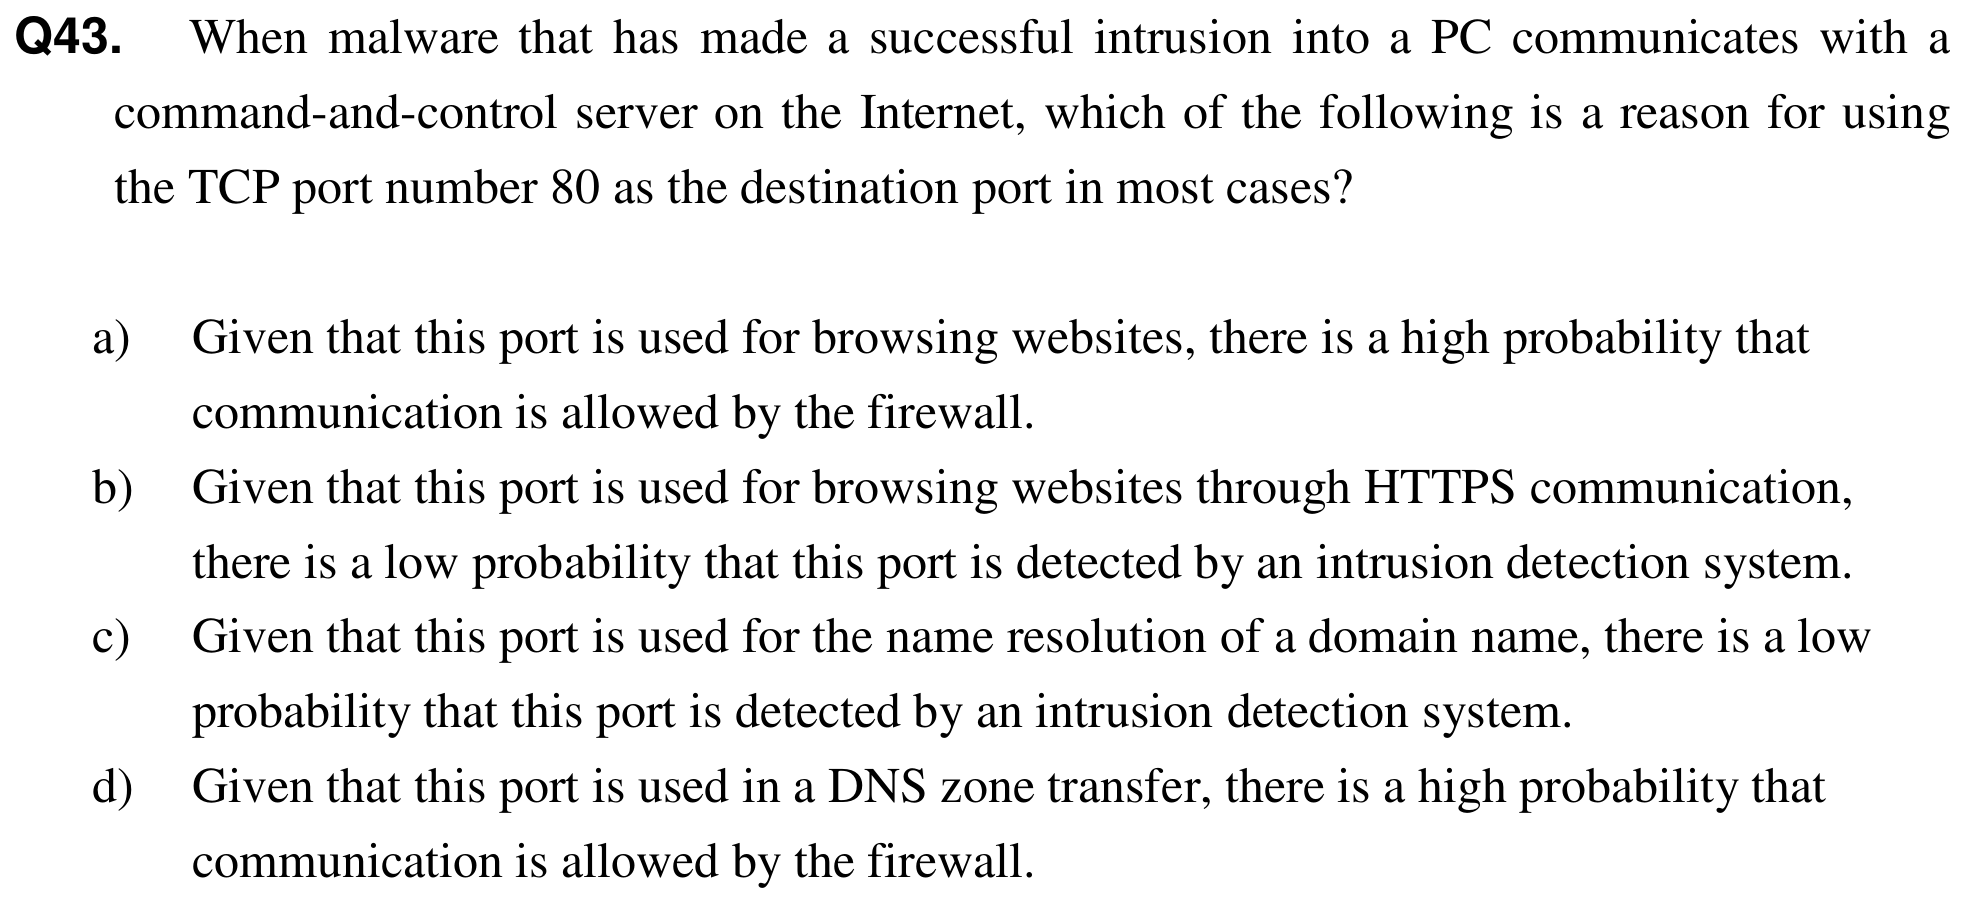 Q43. When malware that has made a successful intrusion into a PC communicates with a
command-and-control server on the Internet, which of the following is a reason for using
the TCP port number 80 as the destination port in most cases?
a) Given that this port is used for browsing websites, there is a high probability that
communication is allowed by the firewall.
b) Given that this port is used for browsing websites through HTTPS communication,
there is a low probability that this port is detected by an intrusion detection system.
c) Given that this port is used for the name resolution of a domain name, there is a low
probability that this port is detected by an intrusion detection system.
d) Given that this port is used in a DNS zone transfer, there is a high probability that
communication is allowed by the firewall.